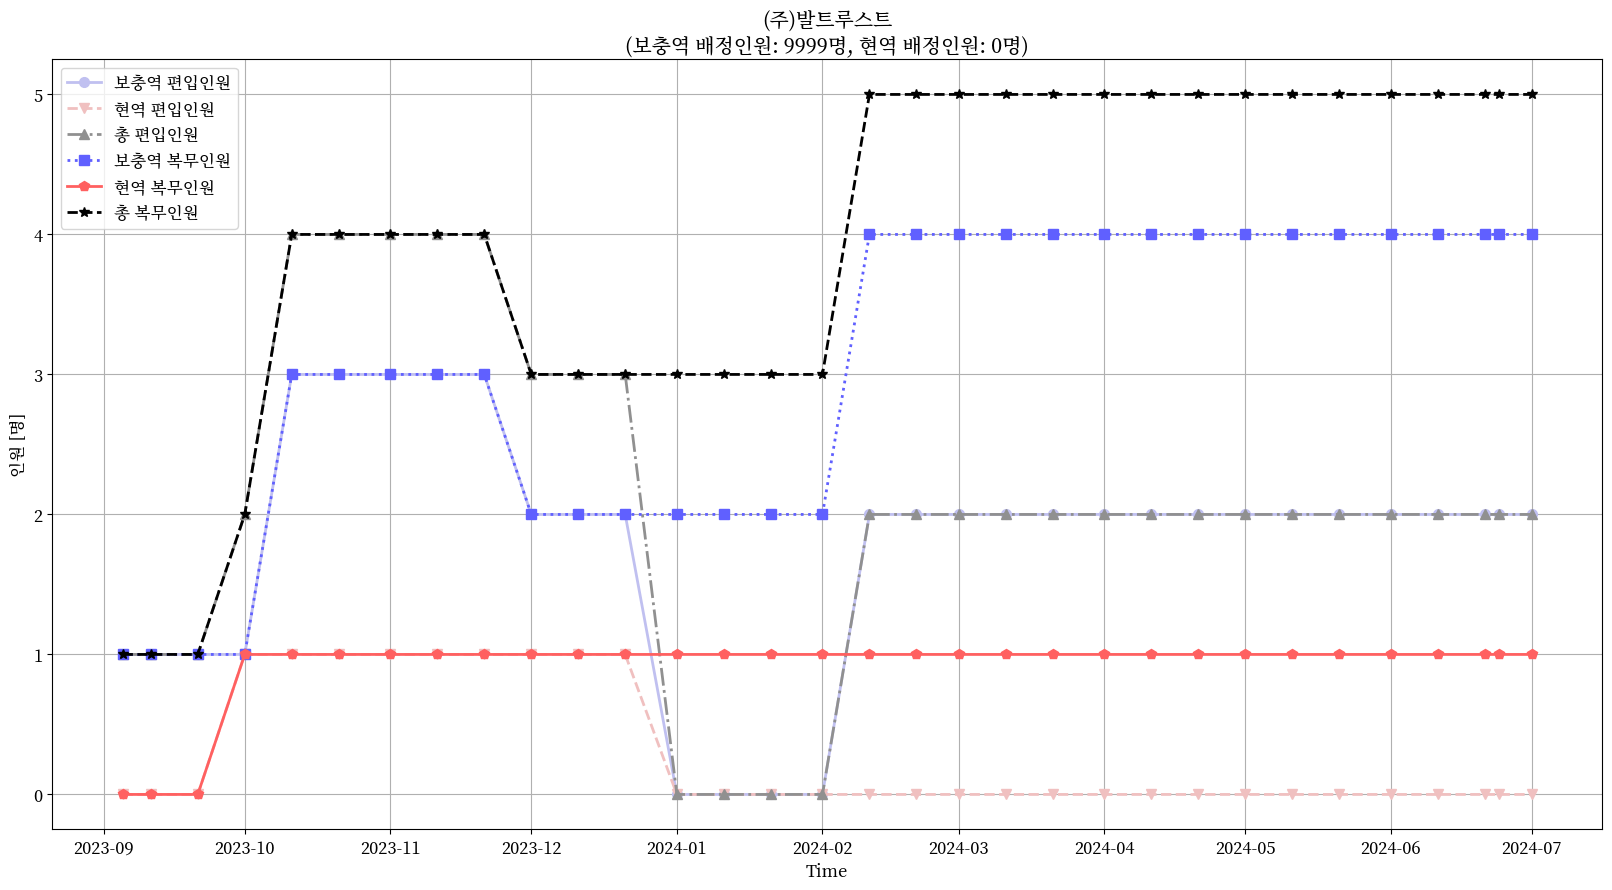 (주)발트루스트
(보충역 배정인원: 9999명, 현역 배정인원: 0명)
보충역 편입인원
현역 편입인원
총 편입인원
보충역 복무인원
현역 복무인원
총 복무인원
5
4
3
2
1
0
인원 [명]
2023-09 2023-10 2023-11 2023-12 2024-01 2024-02 2024-03 2024-04 2024-05 2024-06 2024-07
Time